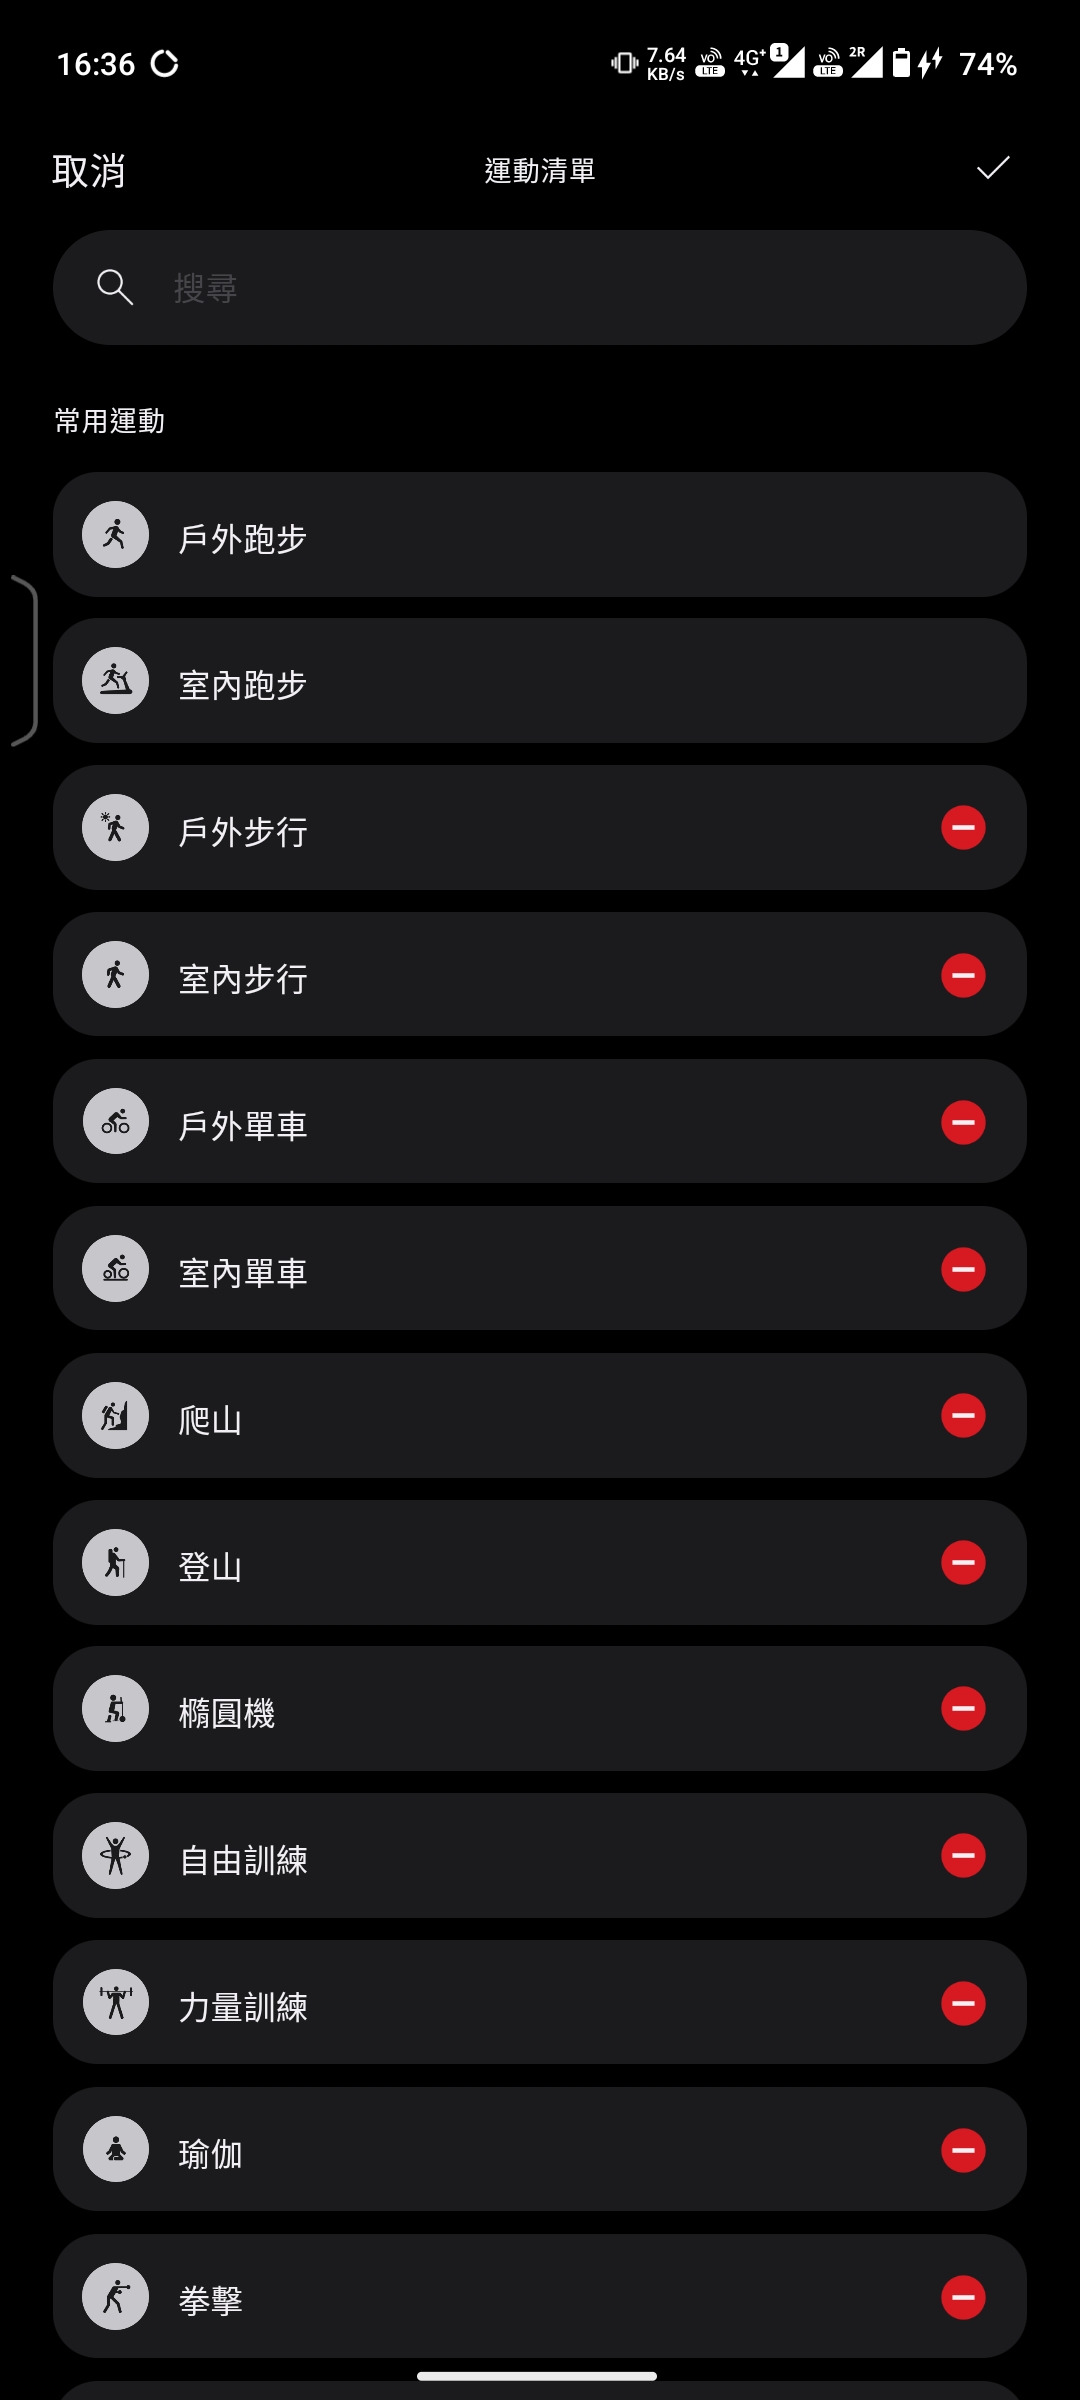 16:36
7.64
KB/s
VO
LTE
4G+
1
VO
LTE
2R
74%
取消
運動清單
搜尋
常用運動
戶外跑步
室內跑步
戶外步行
室內步行
戶外單車
室內單車
爬山
登山
橢圓機
自由訓練
力量訓練
瑜伽
拳擊